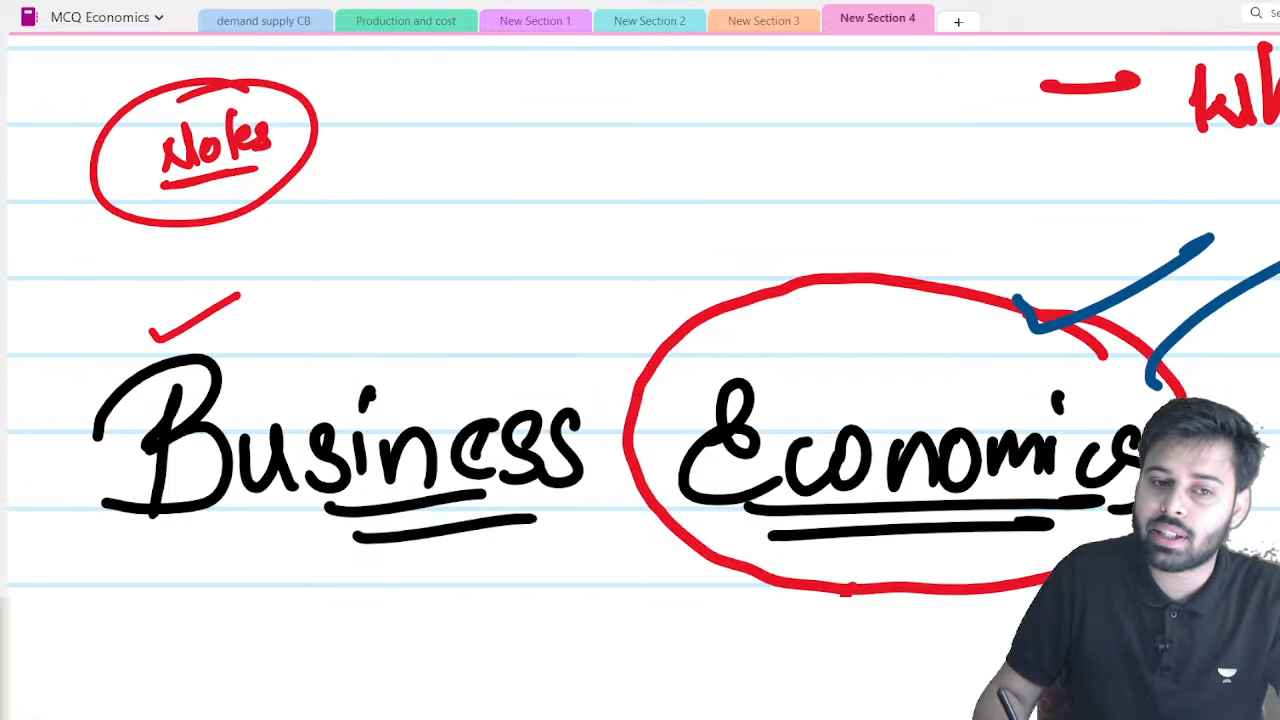 MCQ Economics demand supply CB Production and cost New Section 1 New Section 2 New Section 3 New Section 4 +
Notes
Business Economics